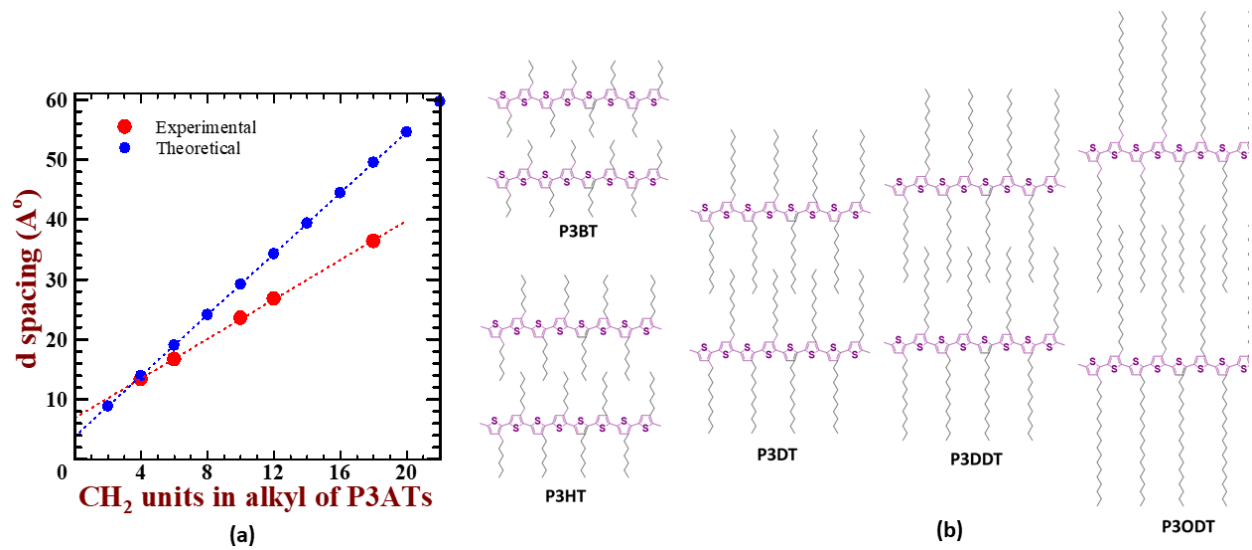 60
50
40
30
20
10
0
4
8
12
16
20
d spacing (A°)
Experimental
Theoretical
CH2 units in alkyl of P3ATs
(a)
S S S S S S S S
S S S S S S S S
P3BT
S S S S S S S S
S S S S S S S S
P3HT
S S S S S S S S
S S S S S S S S
P3DT
S S S S S S S S
S S S S S S S S
P3DDT
S S S S S S S S
S S S S S S S S
P3ODT
(b)